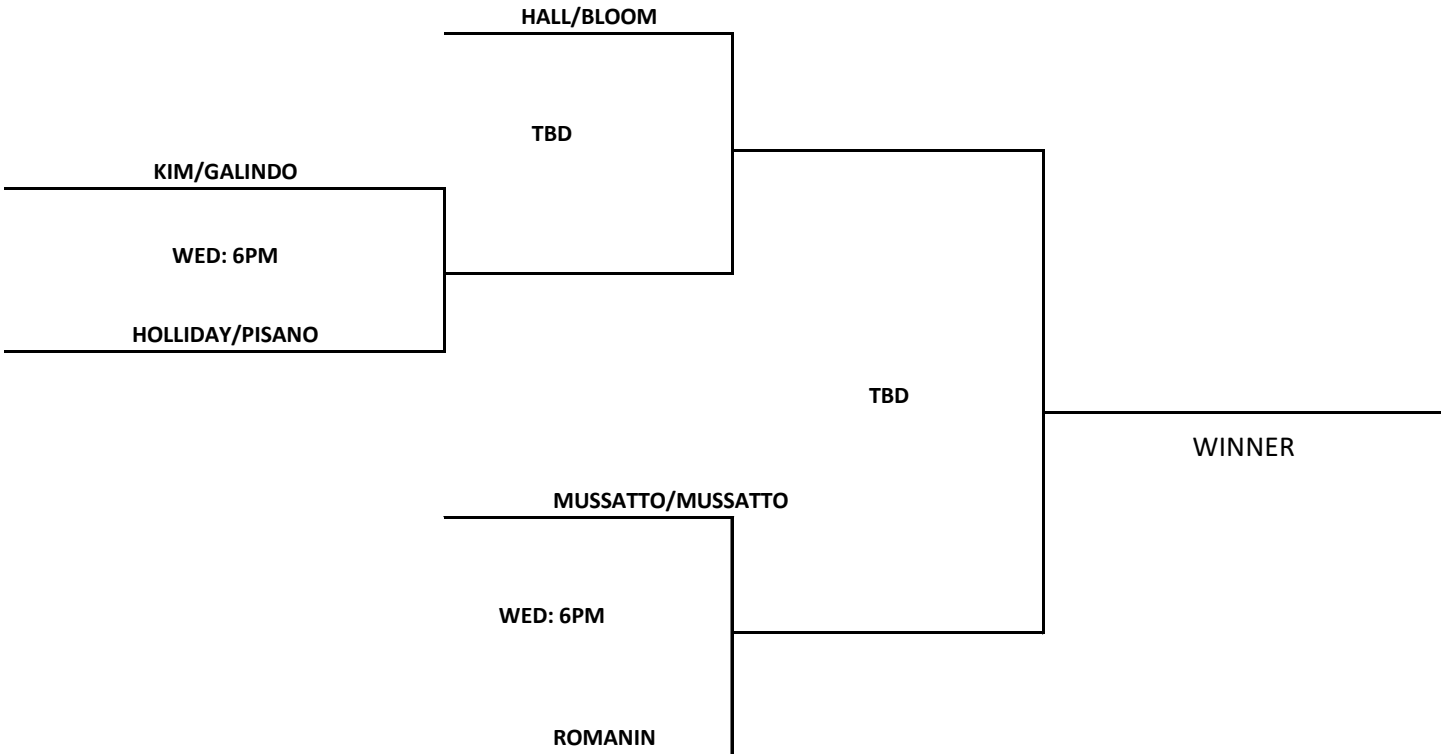 HALL/BLOOM
TBD
KIM/GALINDO
WED: 6PM
HOLLIDAY/PISANO
TBD
WINNER
MUSSATTO/MUSSATTO
WED: 6PM
ROMANIN